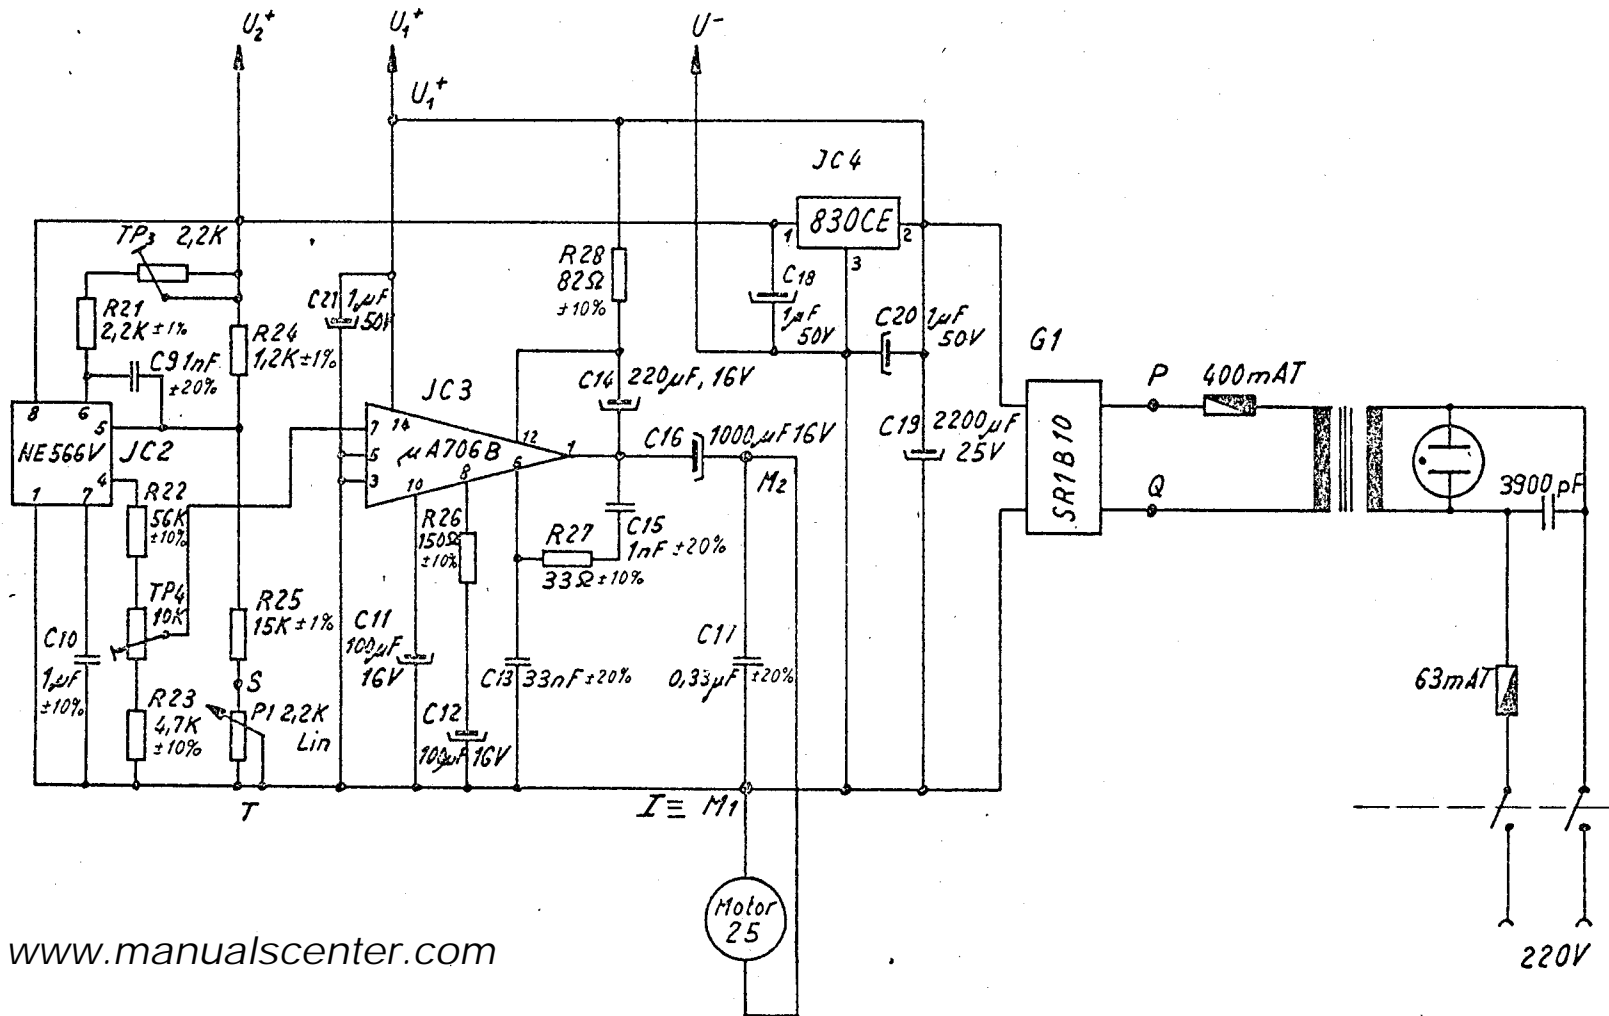 U₂⁺
U₁⁺
U⁻
U₁⁺
JC4
830CE
1
2
3
TP3 2,2K
R21
2,2K ±1%
C9 1nF
±20%
R24
1,2K ±1%
C21 1µF
50V
R28
82Ω
±10%
C18
1µF
50V
C20 1µF
50V
G1
SR1B10
P
400mAT
Q
3900pF
8
6
5
NE566V
JC2
4
1
7
R22
56K
±10%
TP4
10K
R23
4,7K
±10%
C10
1µF
±10%
R25
15K ±1%
S
P1 2,2K
Lin
T
JC3
7
14
µA706B
5
3
12
1
6
8
10
C14 220µF, 16V
C16 1000µF 16V
M2
C19 2200µF
25V
R26
150Ω
±10%
R27
33Ω ±10%
C15
1nF ±20%
C11
100µF
16V
C12
100µF 16V
C13 33nF ±20%
C17
0,33µF ±20%
I ≡ M1
Motor
25
63mAT
220V
www.manualscenter.com